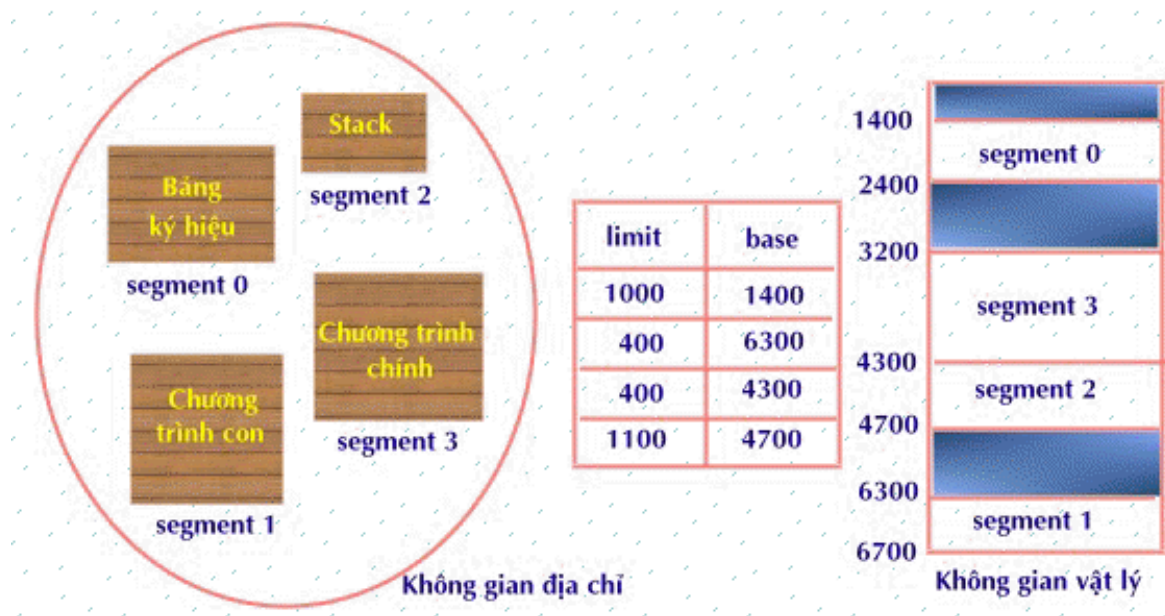 Stack
segment 2
Bảng
ký hiệu
segment 0
Chương trình
chính
segment 3
Chương
trình con
segment 1
Không gian địa chỉ
limit base
1000 1400
400 6300
400 4300
1100 4700
1400
segment 0
2400
3200
segment 3
4300
segment 2
4700
6300
segment 1
6700
Không gian vật lý